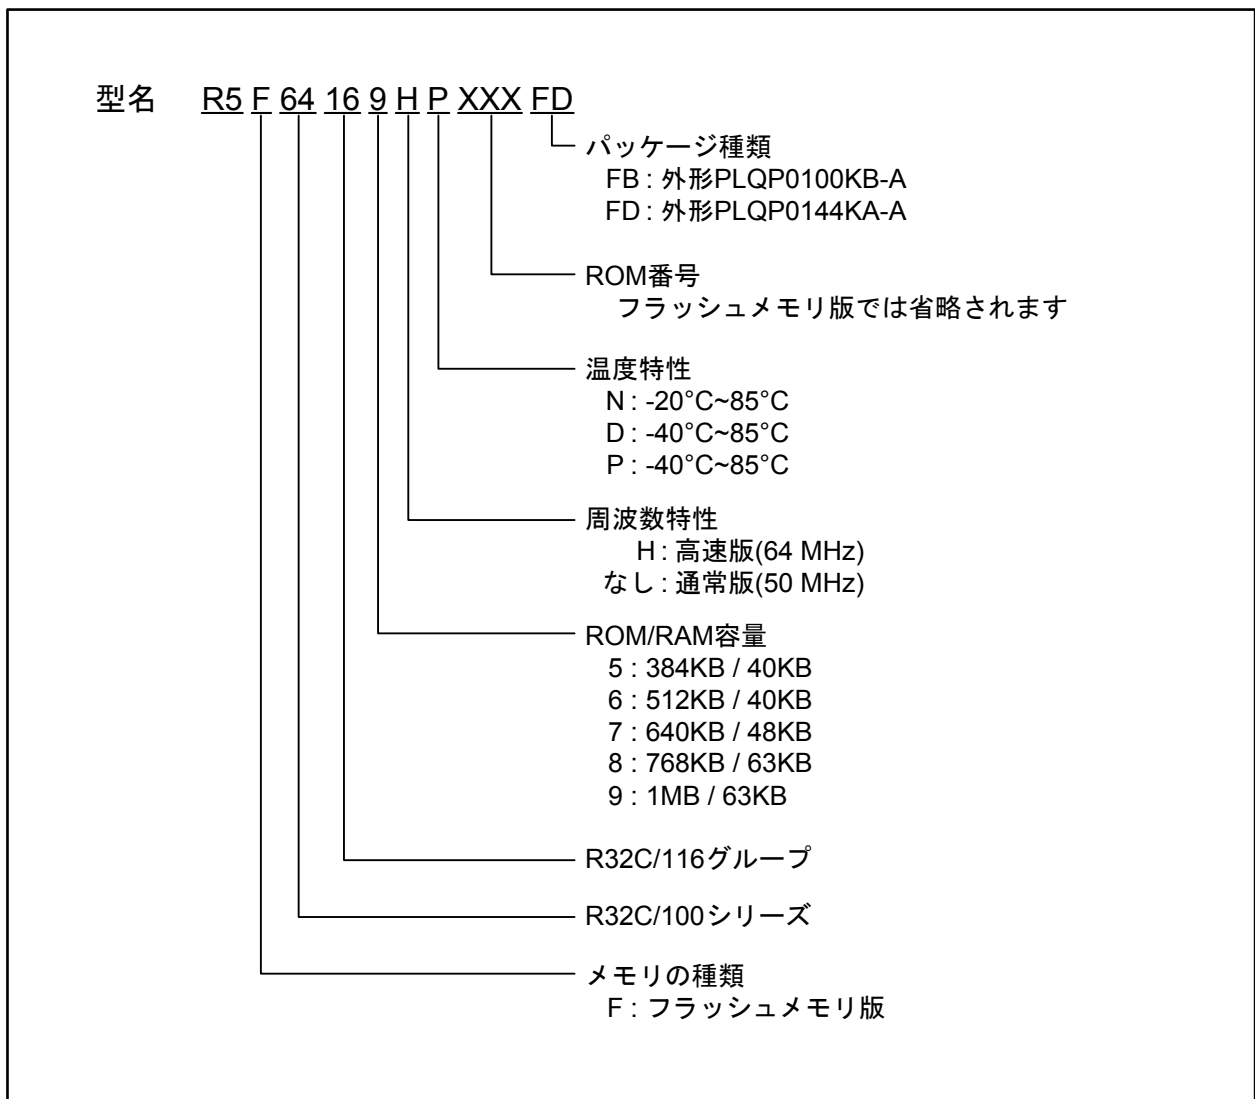 型名 R5 F 64 16 9 H P XXX FD
パッケージ種類
FB : 外形PLQP0100KB-A
FD : 外形PLQP0144KA-A
ROM番号
フラッシュメモリ版では省略されます
温度特性
N : -20°C~85°C
D : -40°C~85°C
P : -40°C~85°C
周波数特性
H : 高速版(64 MHz)
なし : 通常版(50 MHz)
ROM/RAM容量
5 : 384KB / 40KB
6 : 512KB / 40KB
7 : 640KB / 48KB
8 : 768KB / 63KB
9 : 1MB / 63KB
R32C/116グループ
R32C/100シリーズ
メモリの種類
F : フラッシュメモリ版